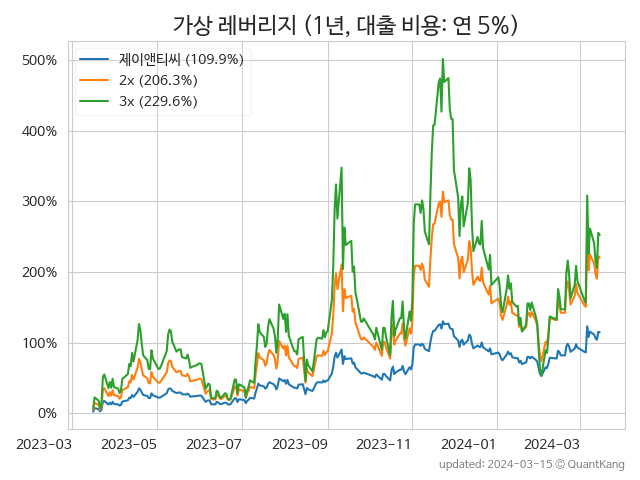 가상 레버리지 (1년, 대출 비용: 연 5%)
제이앤티씨 (109.9%)
2x (206.3%)
3x (229.6%)
500%
400%
300%
200%
100%
0%
2023-03 2023-05 2023-07 2023-09 2023-11 2024-01 2024-03
updated: 2024-03-15 © QuantKang